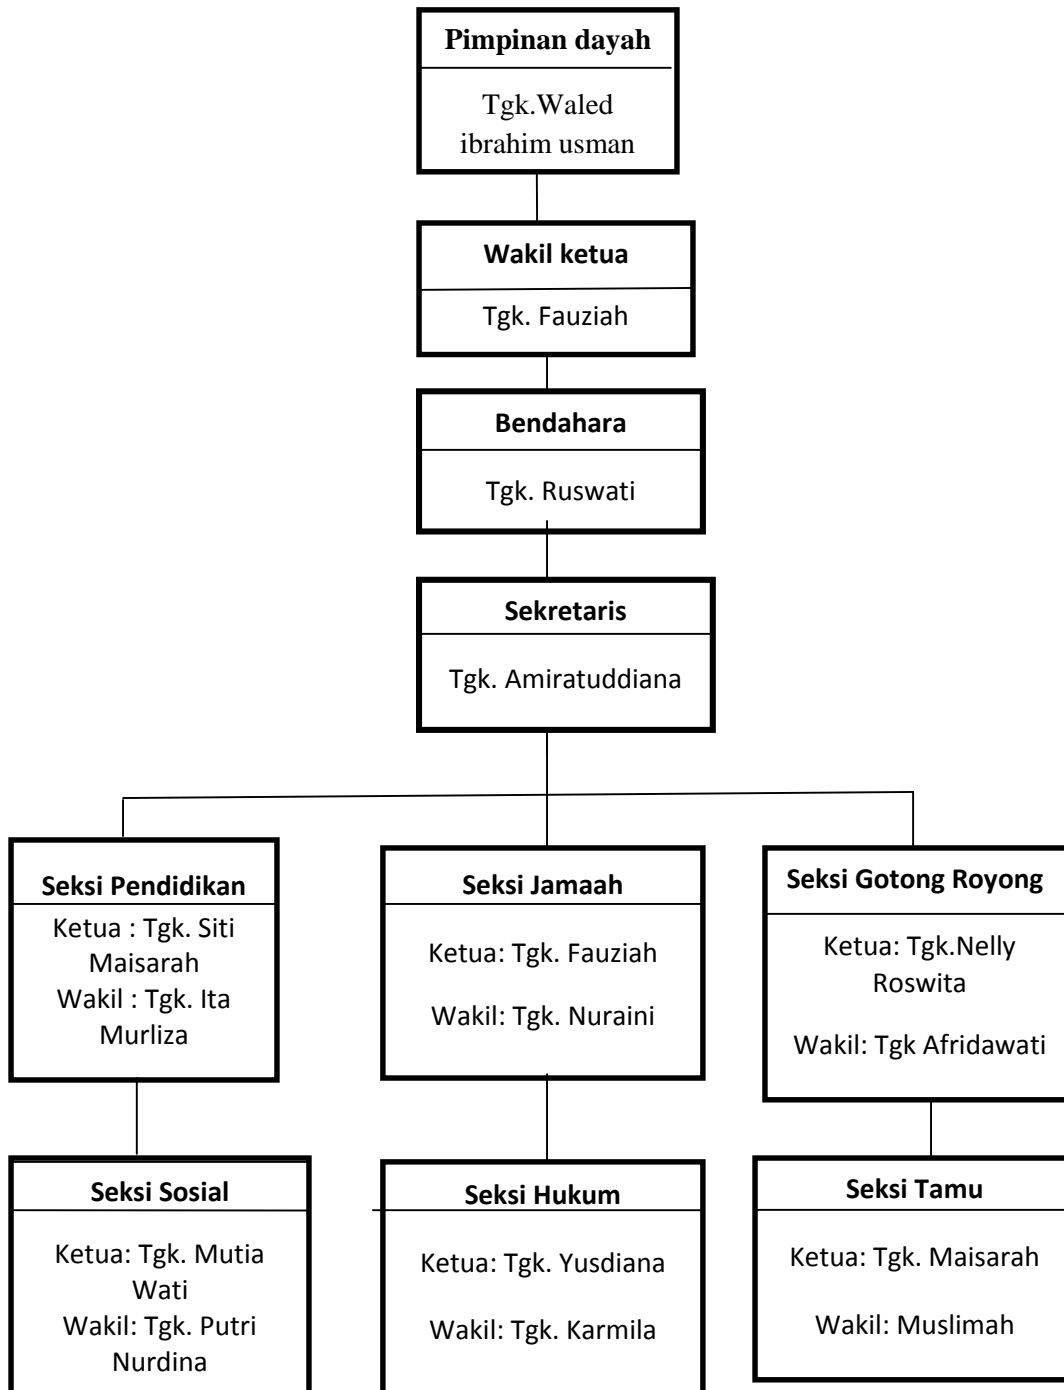 Pimpinan dayah
Tgk.Waled
ibrahim usman
Wakil ketua
Tgk. Fauziah
Bendahara
Tgk. Ruswati
Sekretaris
Tgk. Amiratuddiana
Seksi Pendidikan
Ketua : Tgk. Siti
Maisarah
Wakil : Tgk. Ita
Murliza
Seksi Jamaah
Ketua: Tgk. Fauziah
Wakil: Tgk. Nuraini
Seksi Gotong Royong
Ketua: Tgk.Nelly
Roswita
Wakil: Tgk Afridawati
Seksi Sosial
Ketua: Tgk. Mutia
Wati
Wakil: Tgk. Putri
Nurdina
Seksi Hukum
Ketua: Tgk. Yusdiana
Wakil: Tgk. Karmila
Seksi Tamu
Ketua: Tgk. Maisarah
Wakil: Muslimah